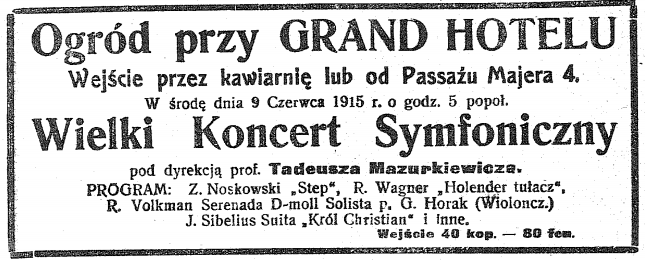 Ogród przy GRAND HOTELU
Wejście przez kawiarnię lub od Passażu Majera 4.
W środę dnia 9 Czerwca 1915 r. o godz. 5 popoł.
Wielki Koncert Symfoniczny
pod dyrekcją prof. Tadeusza Mazurkiewicza.
PROGRAM: Z. Noskowski „Step", R. Wagner „Holender tułacz",
R. Volkman Serenada D-moll Solista p. G. Horak (Wioloncz.)
J. Sibelius Suita „Król Christian" i inne.
Wejście 40 kop. — 80 fen.